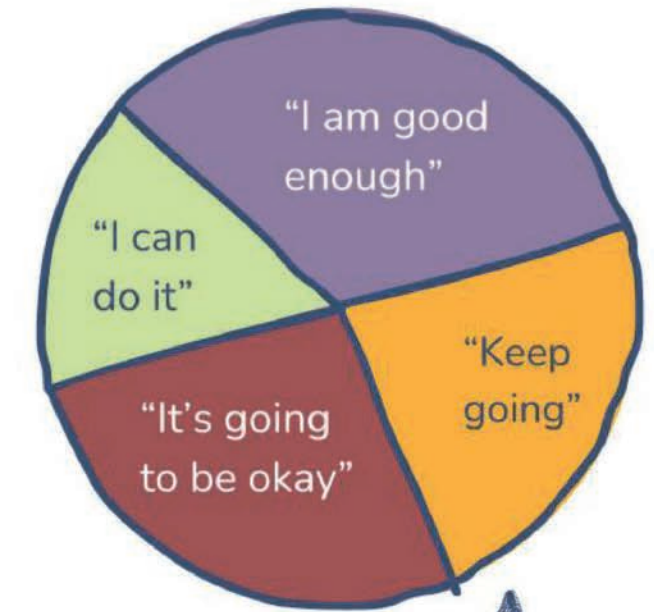 “I am good
enough”
“I can
do it”
“Keep
going”
“It’s going
to be okay”